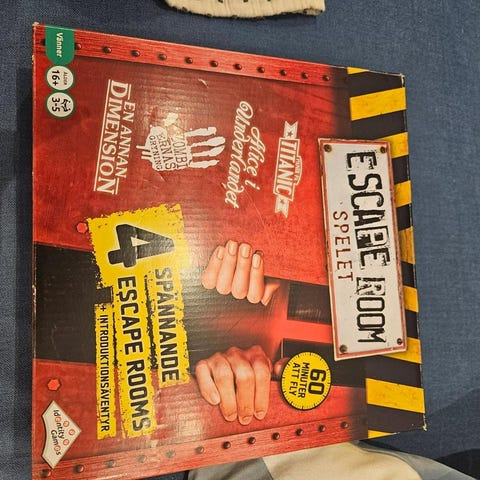 Vänner
ÅLDER
16+
3-5
ESCAPE ROOM
SPELET
TITANIC
Alice i
Underlandet
EN ANNAN
DIMENSION
4
SPÄNNANDE
ESCAPE ROOMS
+ INTRODUKTIONSÄVENTYR
60
MINUTER
ATT FLY
Identity
Games